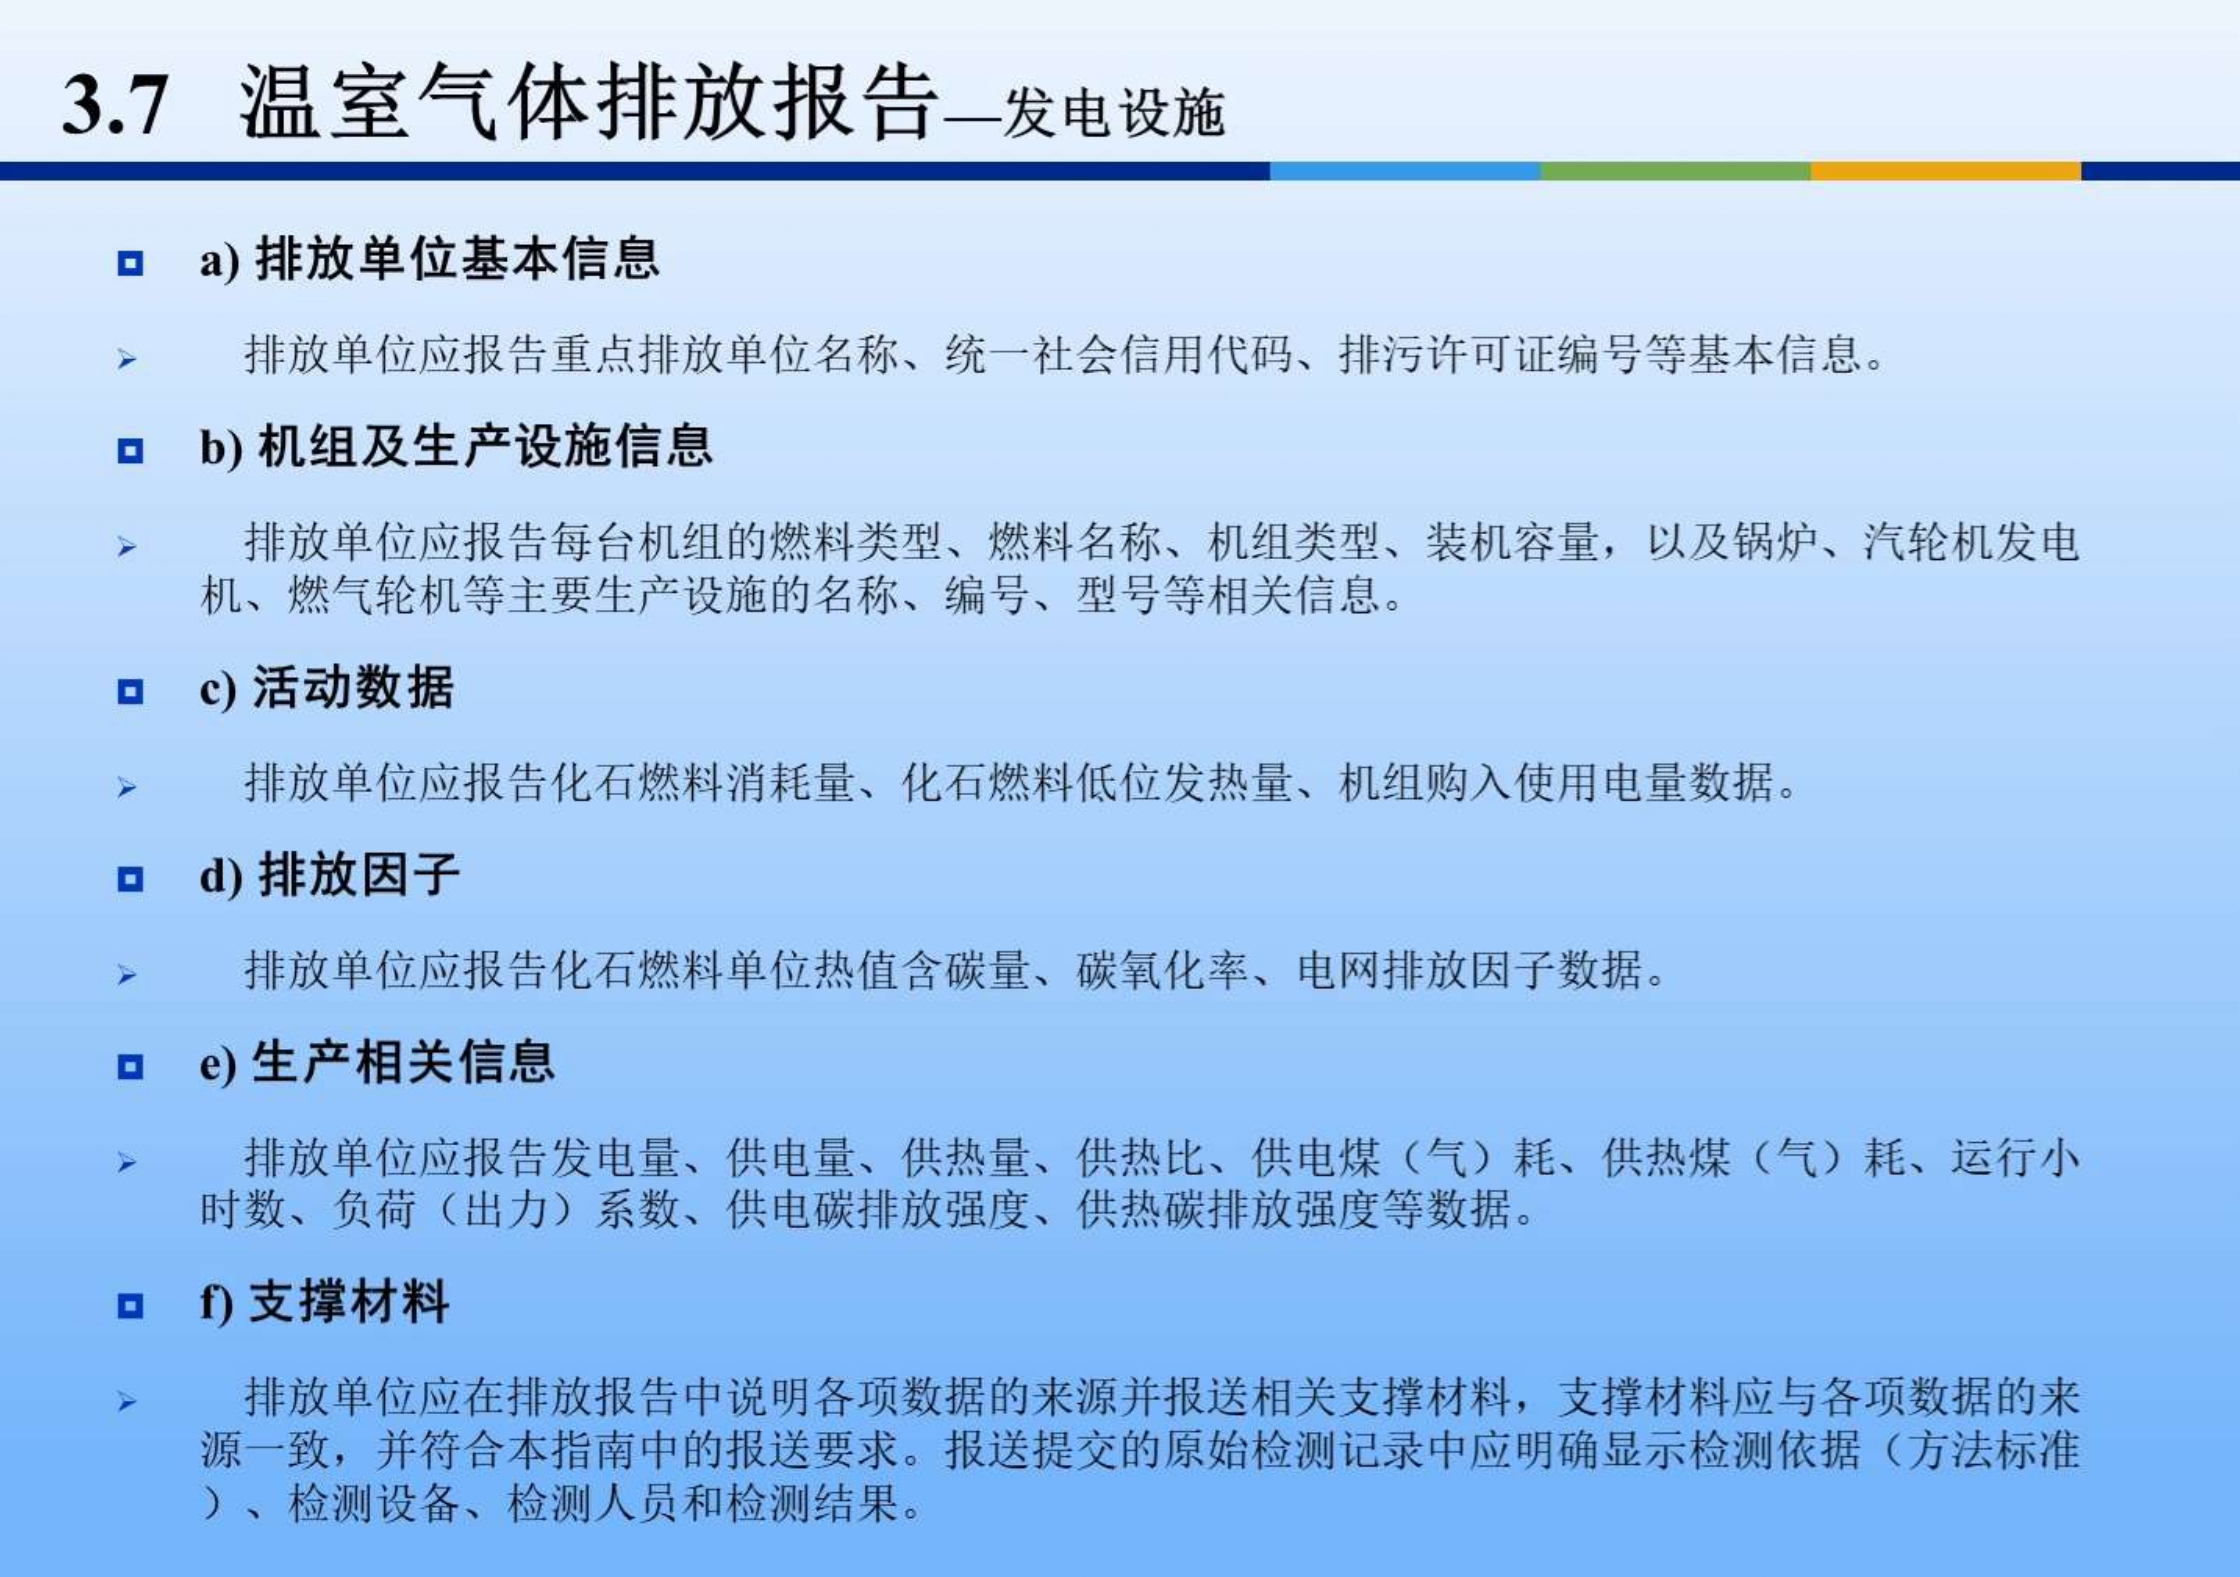 3.7 温室气体排放报告—发电设施
a) 排放单位基本信息
排放单位应报告重点排放单位名称、统一社会信用代码、排污许可证编号等基本信息。
b) 机组及生产设施信息
排放单位应报告每台机组的燃料类型、燃料名称、机组类型、装机容量，以及锅炉、汽轮机发电
机、燃气轮机等主要生产设施的名称、编号、型号等相关信息。
c) 活动数据
排放单位应报告化石燃料消耗量、化石燃料低位发热量、机组购入使用电量数据。
d) 排放因子
排放单位应报告化石燃料单位热值含碳量、碳氧化率、电网排放因子数据。
e) 生产相关信息
排放单位应报告发电量、供电量、供热量、供热比、供电煤（气）耗、供热煤（气）耗、运行小
时数、负荷（出力）系数、供电碳排放强度、供热碳排放强度等数据。
f) 支撑材料
排放单位应在排放报告中说明各项数据的来源并报送相关支撑材料，支撑材料应与各项数据的来
源一致，并符合本指南中的报送要求。报送提交的原始检测记录中应明确显示检测依据（方法标准
）、检测设备、检测人员和检测结果。